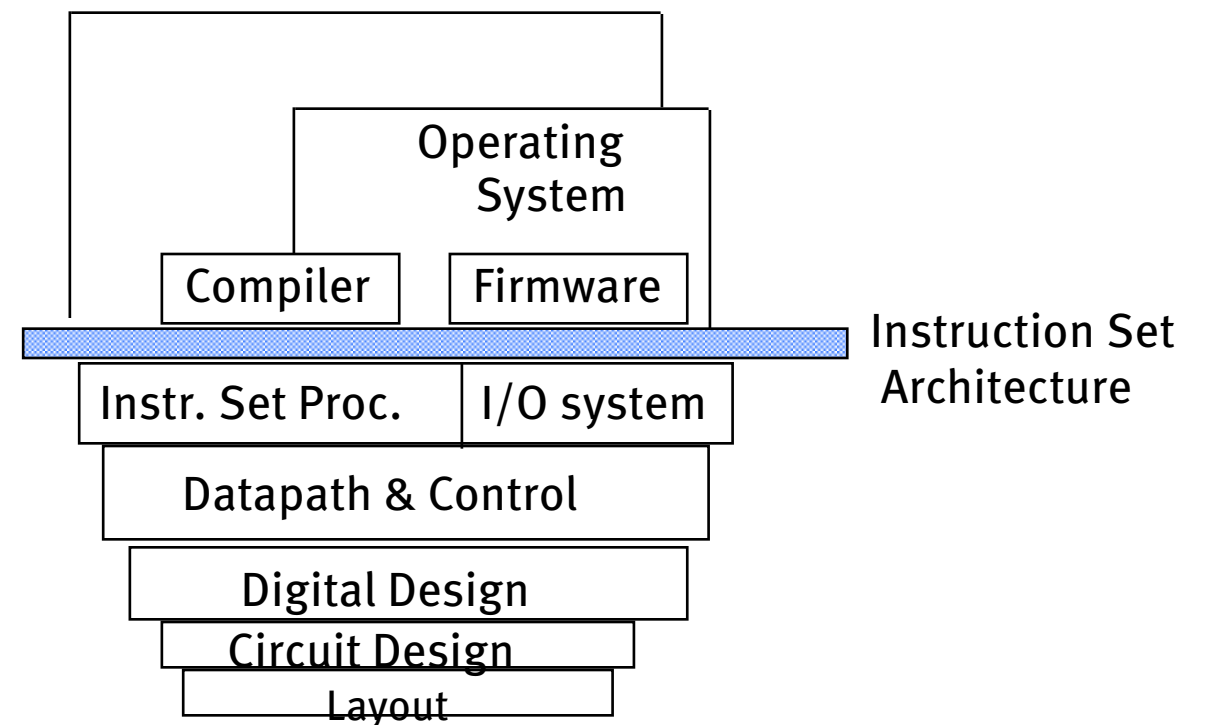 Operating
System
Compiler
Firmware
Instruction Set
Architecture
Instr. Set Proc.
I/O system
Datapath & Control
Digital Design
Circuit Design
Layout